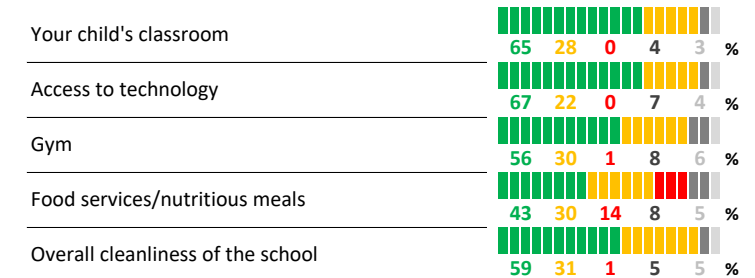 Your child's classroom
65 28 0 4 3 %
Access to technology
67 22 0 7 4 %
Gym
56 30 1 8 6 %
Food services/nutritious meals
43 30 14 8 5 %
Overall cleanliness of the school
59 31 1 5 5 %